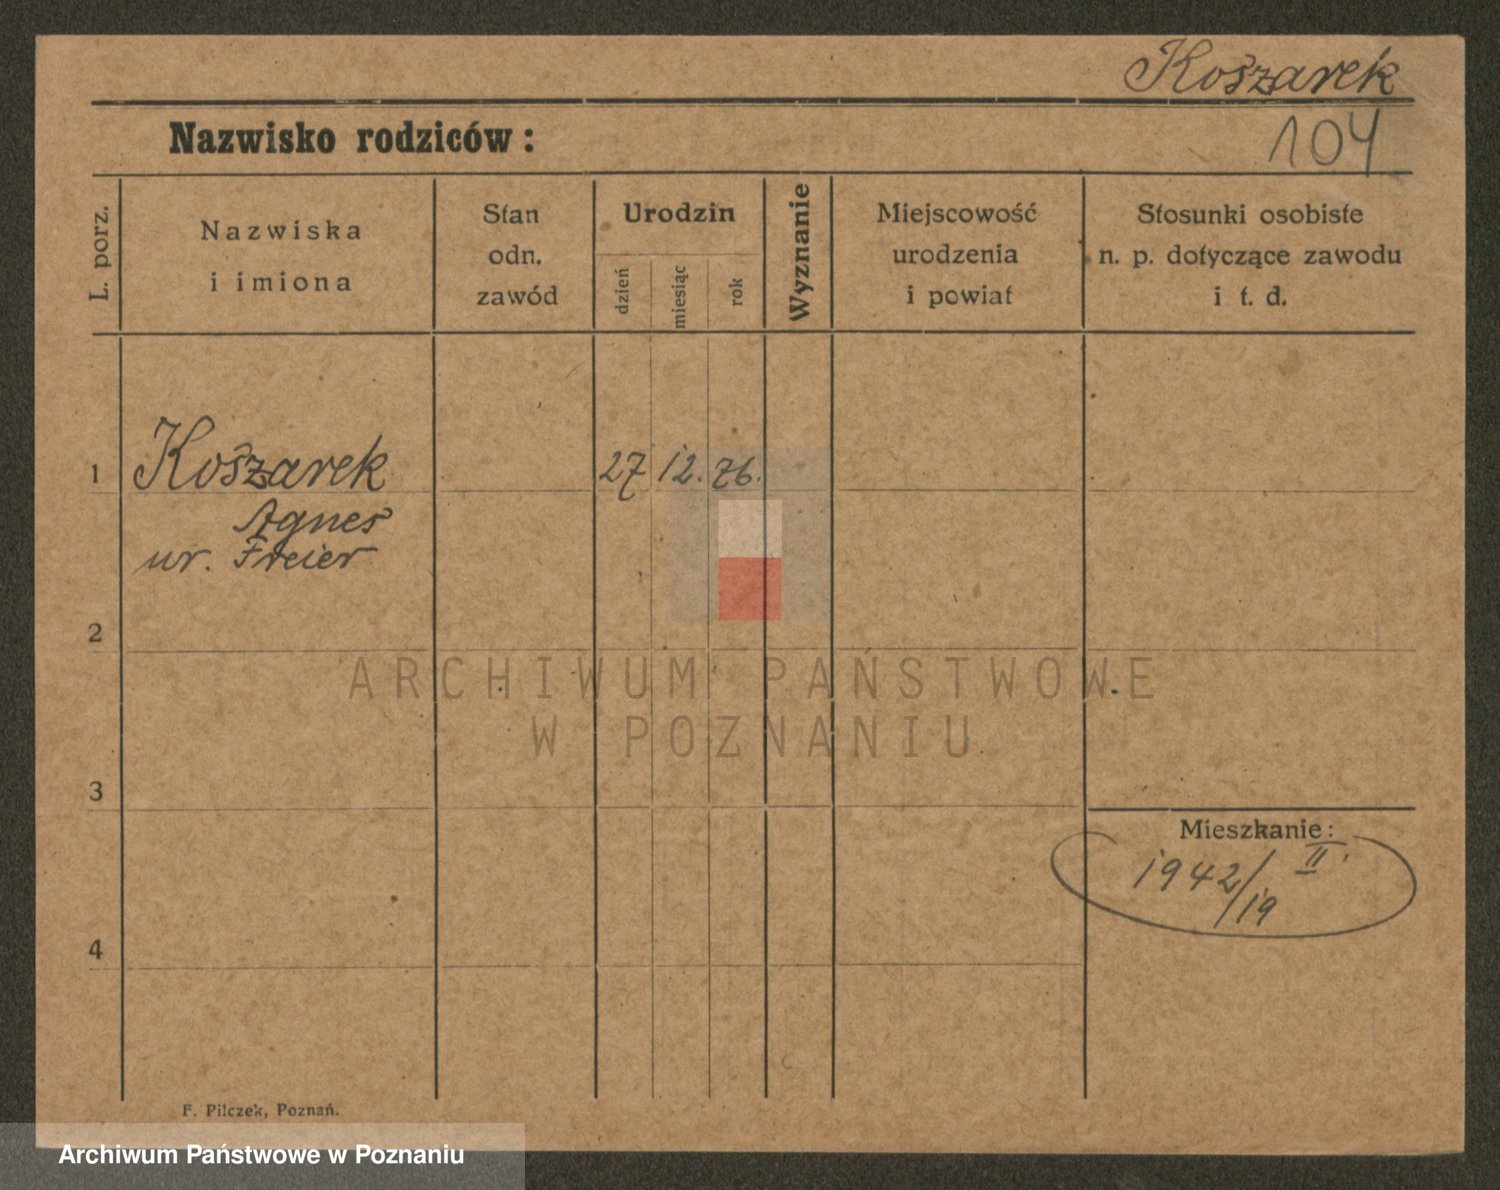 Koszarek
Nazwisko rodziców:
104
L. porz.
Nazwiska
i imiona
Stan
odn.
zawód
Urodzin
dzień
miesiąc
rok
Wyznanie
Miejscowość
urodzenia
i powiat
Stosunki osobiste
n. p. dotyczące zawodu
i t. d.
1
Koszarek
27 12. 76.
Agnes
ur. Freier
2
ARCHIWUM PAŃSTWOWE
W POZNANIU
3
Mieszkanie:
1942/19 II.
4
F. Pilczek, Poznań.
Archiwum Państwowe w Poznaniu